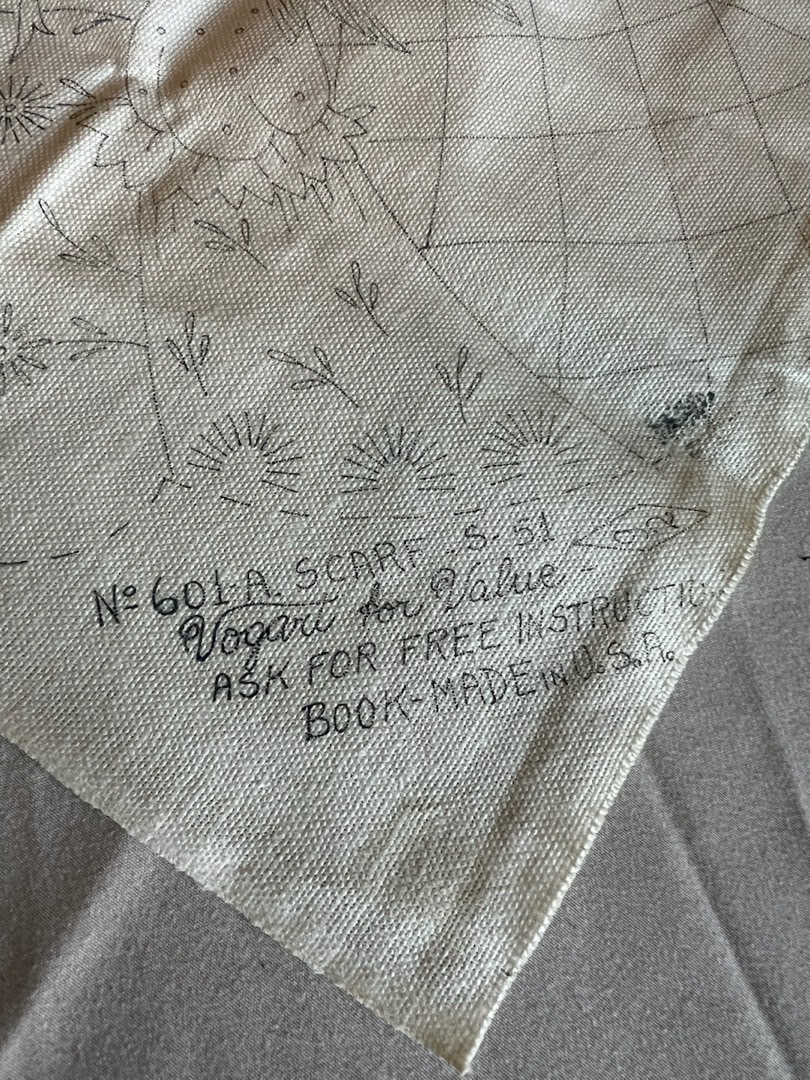 Nº 601-A. SCARF S-51
Vogart for Value -
ASK FOR FREE INSTRUCTIO
BOOK-MADE IN U.S.A.